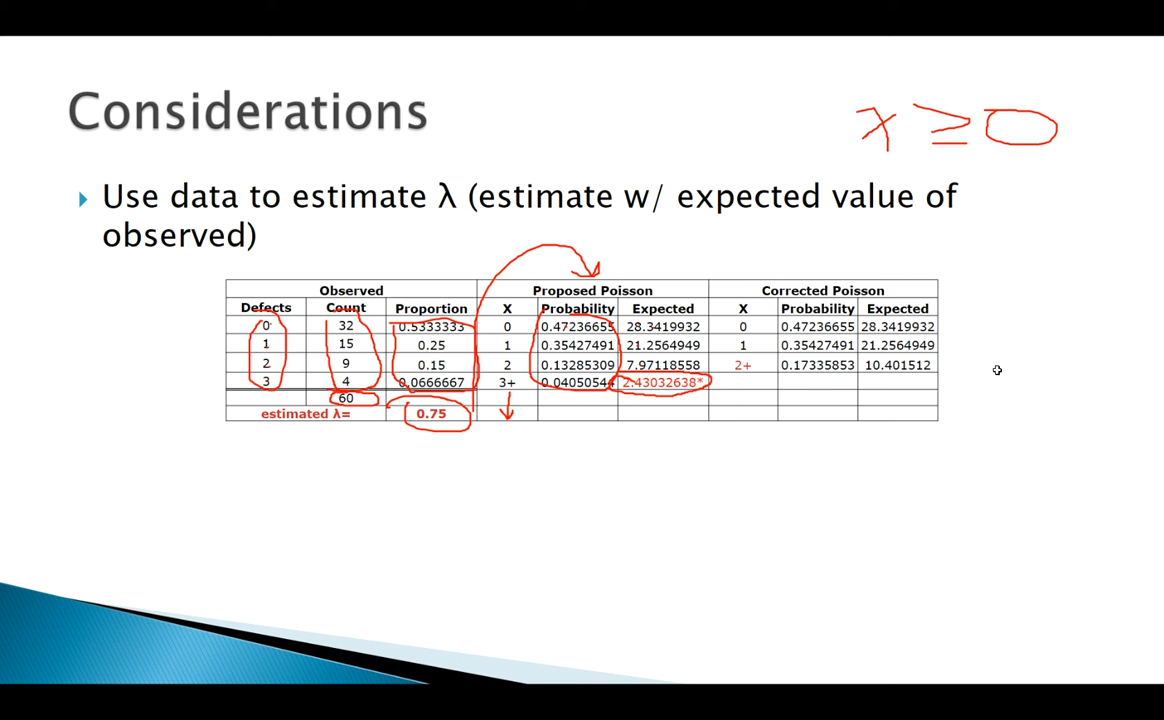 Considerations
x ≥ 0
Use data to estimate λ (estimate w/ expected value of
observed)
Observed Proposed Poisson Corrected Poisson
Defects Count Proportion X Probability Expected X Probability Expected
0 32 0.5333333 0 0.47236655 28.3419932 0 0.47236655 28.3419932
1 15 0.25 1 0.35427491 21.2564949 1 0.35427491 21.2564949
2 9 0.15 2 0.13285309 7.97118558 2+ 0.17335853 10.401512
3 4 0.0666667 3+ 0.04050544 2.43032638*
60
estimated λ= 0.75